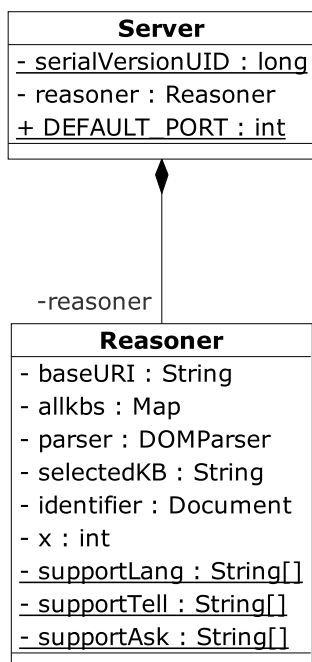 Server
- serialVersionUID : long
- reasoner : Reasoner
+ DEFAULT_PORT : int
-reasoner
Reasoner
- baseURI : String
- allkbs : Map
- parser : DOMParser
- selectedKB : String
- identifier : Document
- x : int
- supportLang : String[]
- supportTell : String[]
- supportAsk : String[]